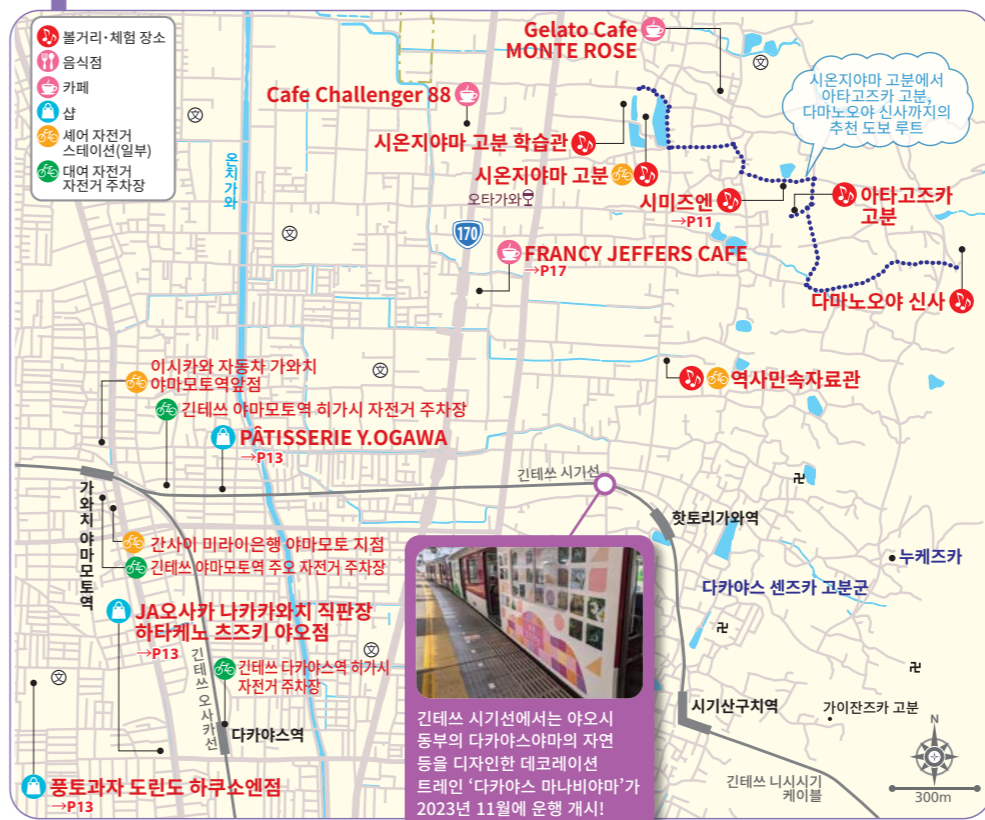 볼거리·체험 장소
음식점
카페
샵
셰어 자전거
스테이션(일부)
대여 자전거
자전거 주차장
Gelato Cafe
MONTE ROSE
文
시온지야마 고분에서
아타고즈카 고분,
다마노오야 신사까지의
추천 도보 루트
Cafe Challenger 88
文
온치가와
시온지야마 고분 학습관
시온지야마 고분
오타가와
시미즈엔
→P11
아타고즈카
고분
文
170
FRANCY JEFFERS CAFE
→P17
다마노오야 신사
이시카와 자동차 가와치
야마모토역앞점
文
역사민속자료관
긴테쓰 야마모토역 히가시 자전거 주차장
PÂTISSERIE Y.OGAWA
→P13
긴테쓰 시기선
卍
가와치 야마모토역
핫토리가와역
간사이 미라이은행 야마모토 지점
긴테쓰 야마모토역 주오 자전거 주차장
누케즈카
다카야스 센즈카 고분군
JA오사카 나카카와치 직판장
하타케노 츠즈키 야오점
→P13
卍
文
긴테쓰 다카야스역 히가시
자전거 주차장
卍
文
긴테쓰 오사카선
다카야스역
시기산구치역
가이잔즈카 고분
긴테쓰 시기선에서는 야오시
동부의 다카야스야마의 자연
등을 디자인한 데코레이션
트레인 ‘다카야스 마나비야마’가
2023년 11월에 운행 개시!
N
풍토과자 도린도 하쿠소엔점
→P13
긴테쓰 니시시기
케이블
300m